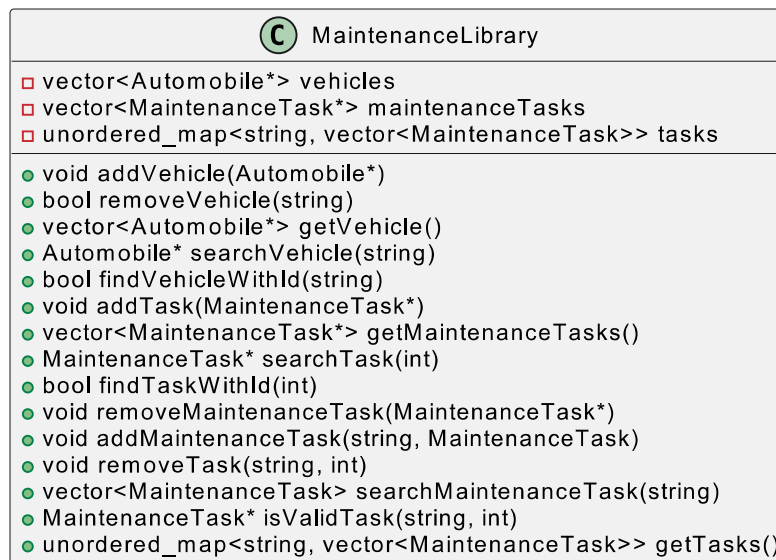 C MaintenanceLibrary
vector<Automobile*> vehicles
vector<MaintenanceTask*> maintenanceTasks
unordered_map<string, vector<MaintenanceTask>> tasks
void addVehicle(Automobile*)
bool removeVehicle(string)
vector<Automobile*> getVehicle()
Automobile* searchVehicle(string)
bool findVehicleWithId(string)
void addTask(MaintenanceTask*)
vector<MaintenanceTask*> getMaintenanceTasks()
MaintenanceTask* searchTask(int)
bool findTaskWithId(int)
void removeMaintenanceTask(MaintenanceTask*)
void addMaintenanceTask(string, MaintenanceTask)
void removeTask(string, int)
vector<MaintenanceTask> searchMaintenanceTask(string)
MaintenanceTask* isValidTask(string, int)
unordered_map<string, vector<MaintenanceTask>> getTasks()